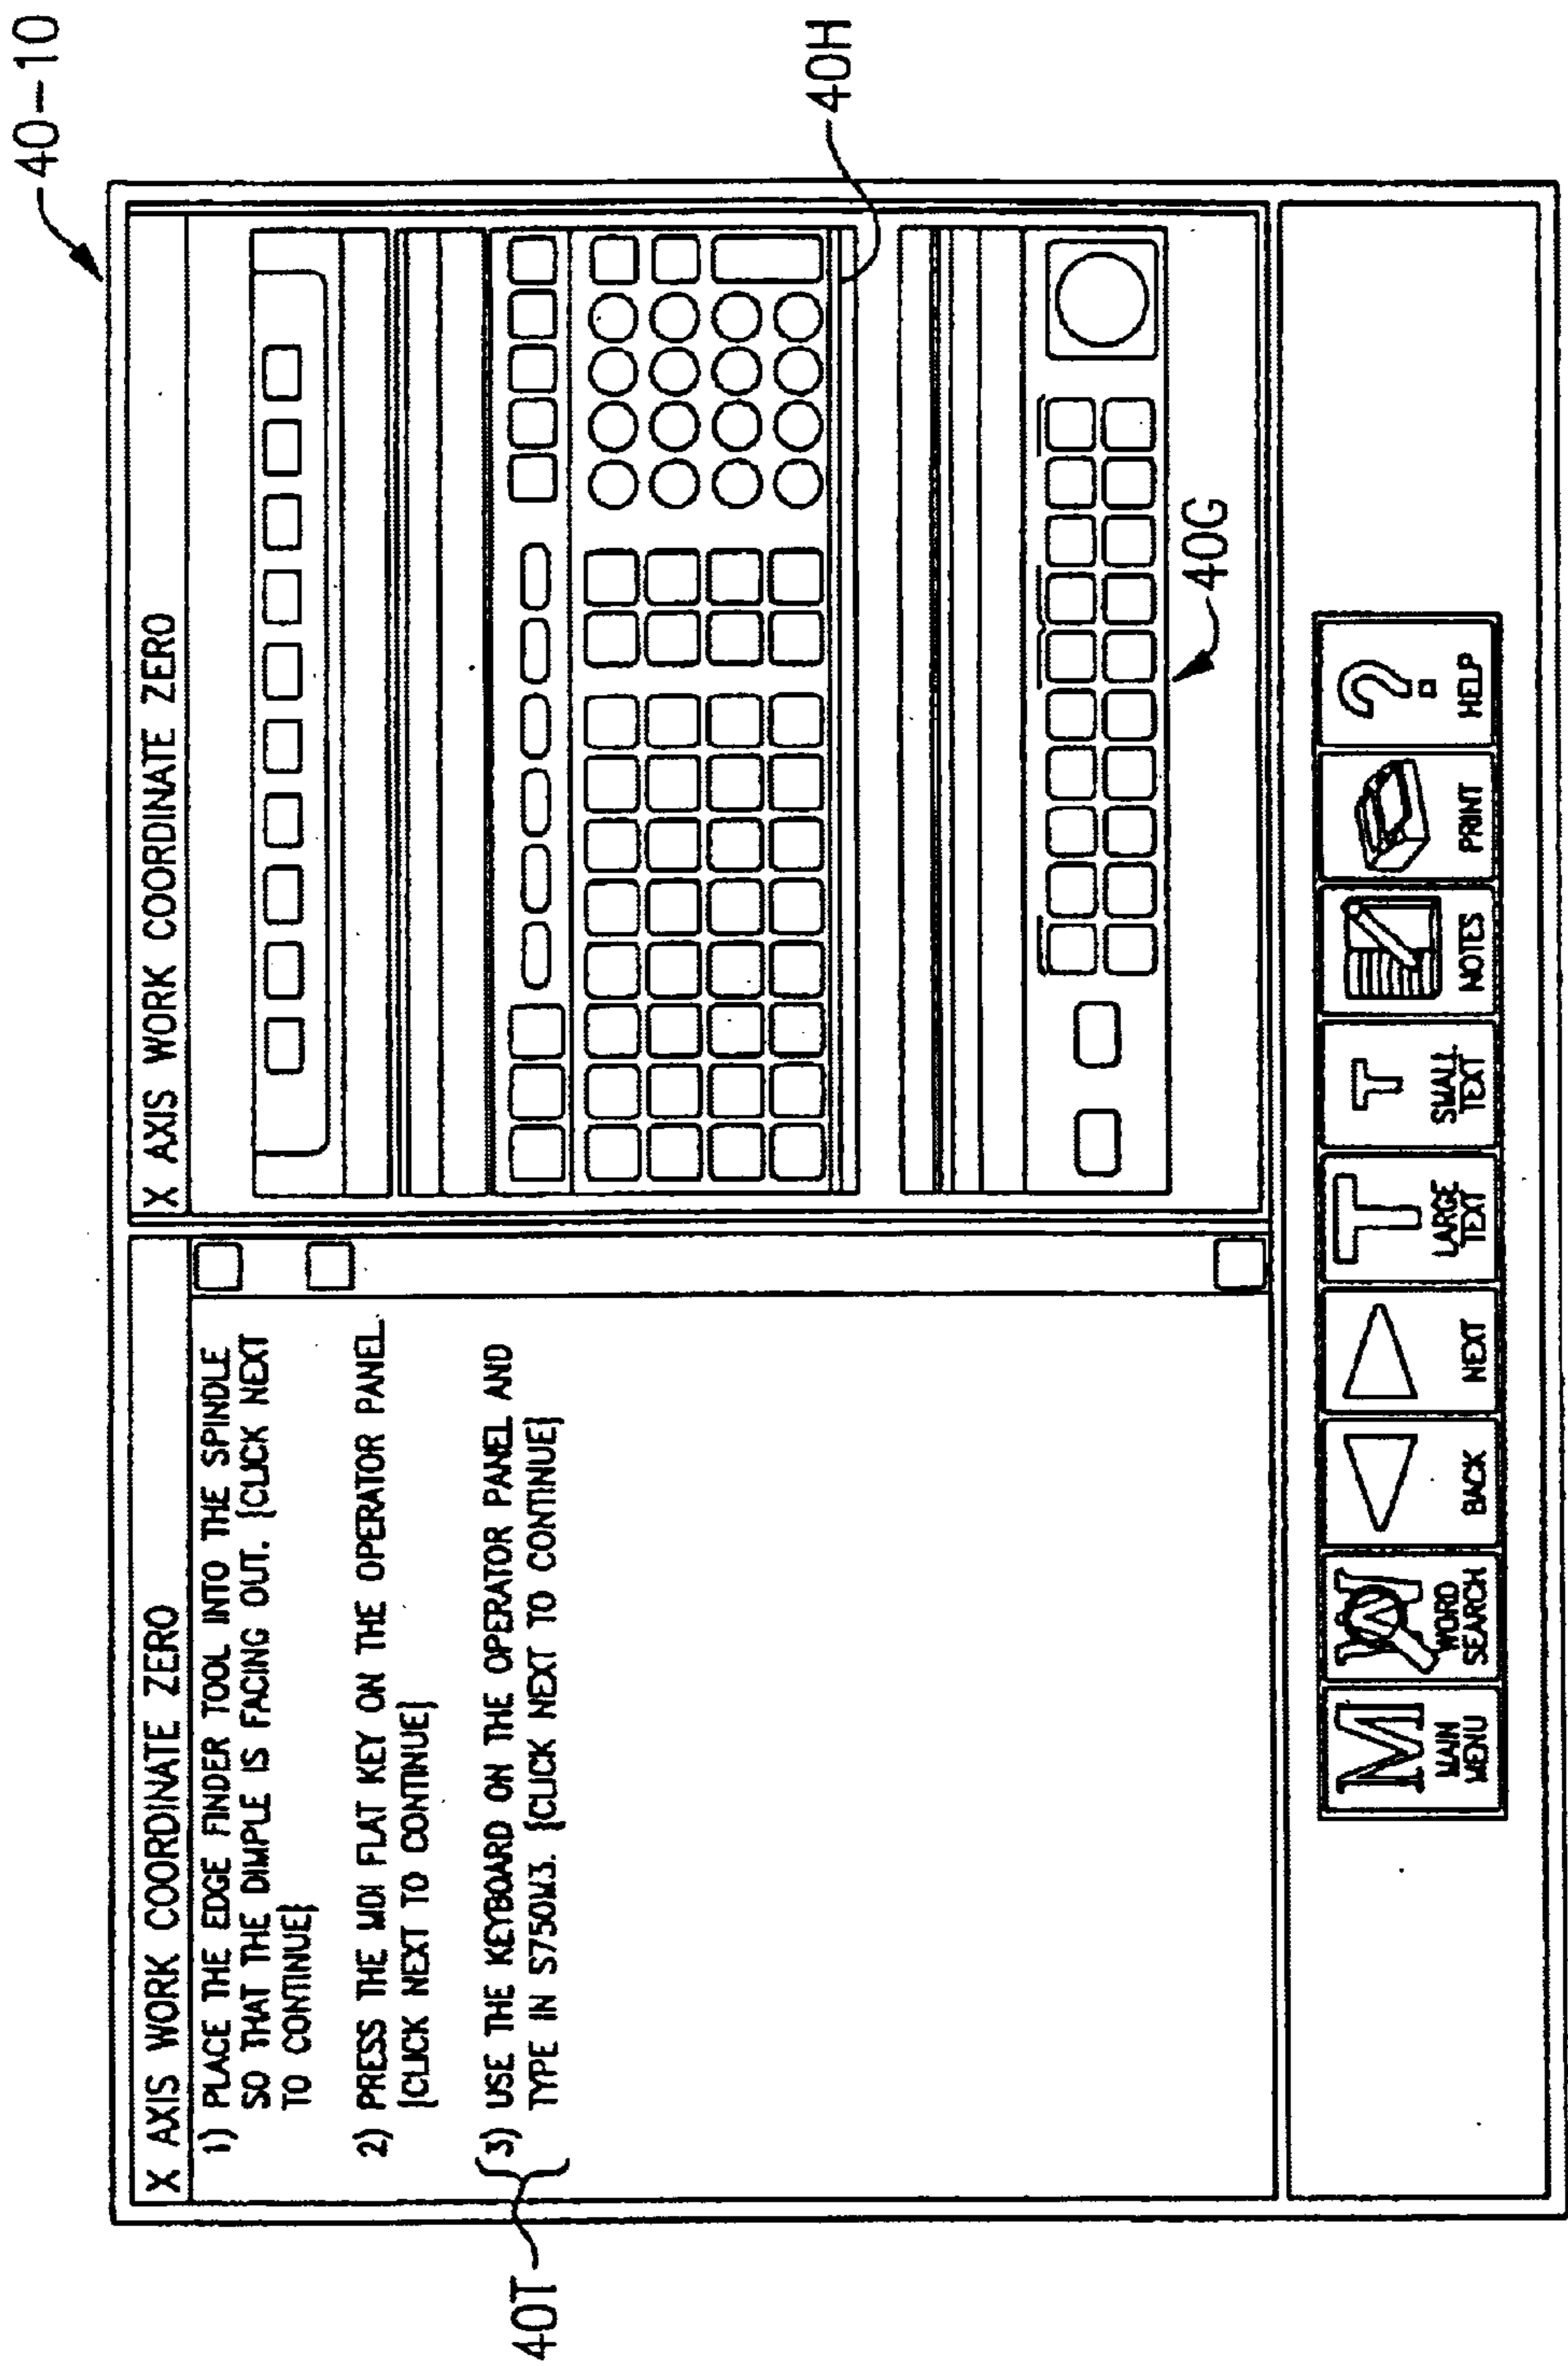 40-10
X AXIS WORK COORDINATE ZERO
X AXIS WORK COORDINATE ZERO
1) PLACE THE EDGE FINDER TOOL INTO THE SPINDLE
SO THAT THE DIMPLE IS FACING OUT. {CLICK NEXT
TO CONTINUE}
2) PRESS THE MDI FLAT KEY ON THE OPERATOR PANEL.
{CLICK NEXT TO CONTINUE}
3) USE THE KEYBOARD ON THE OPERATOR PANEL AND
TYPE IN S750M3. {CLICK NEXT TO CONTINUE}
40T
40H
40G
MAIN
MENU
WORD
SEARCH
BACK
NEXT
LARGE
TEXT
SMALL
TEXT
NOTES
PRINT
HELP
M
W
T
T
?